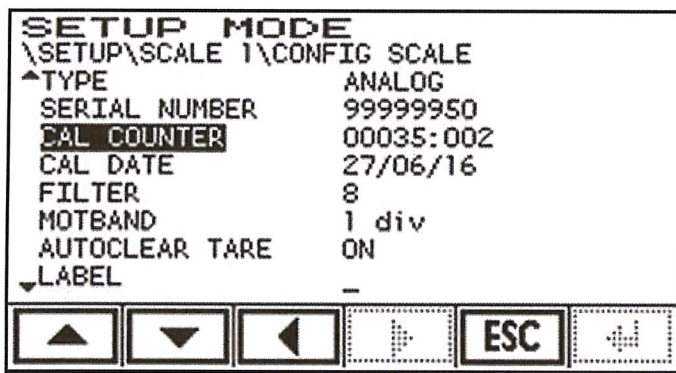 SETUP MODE
\SETUP\SCALE 1\CONFIG SCALE
TYPE ANALOG
SERIAL NUMBER 99999950
CAL COUNTER 00035:002
CAL DATE 27/06/16
FILTER 8
MOTBAND 1 div
AUTOCLEAR TARE ON
LABEL _
ESC